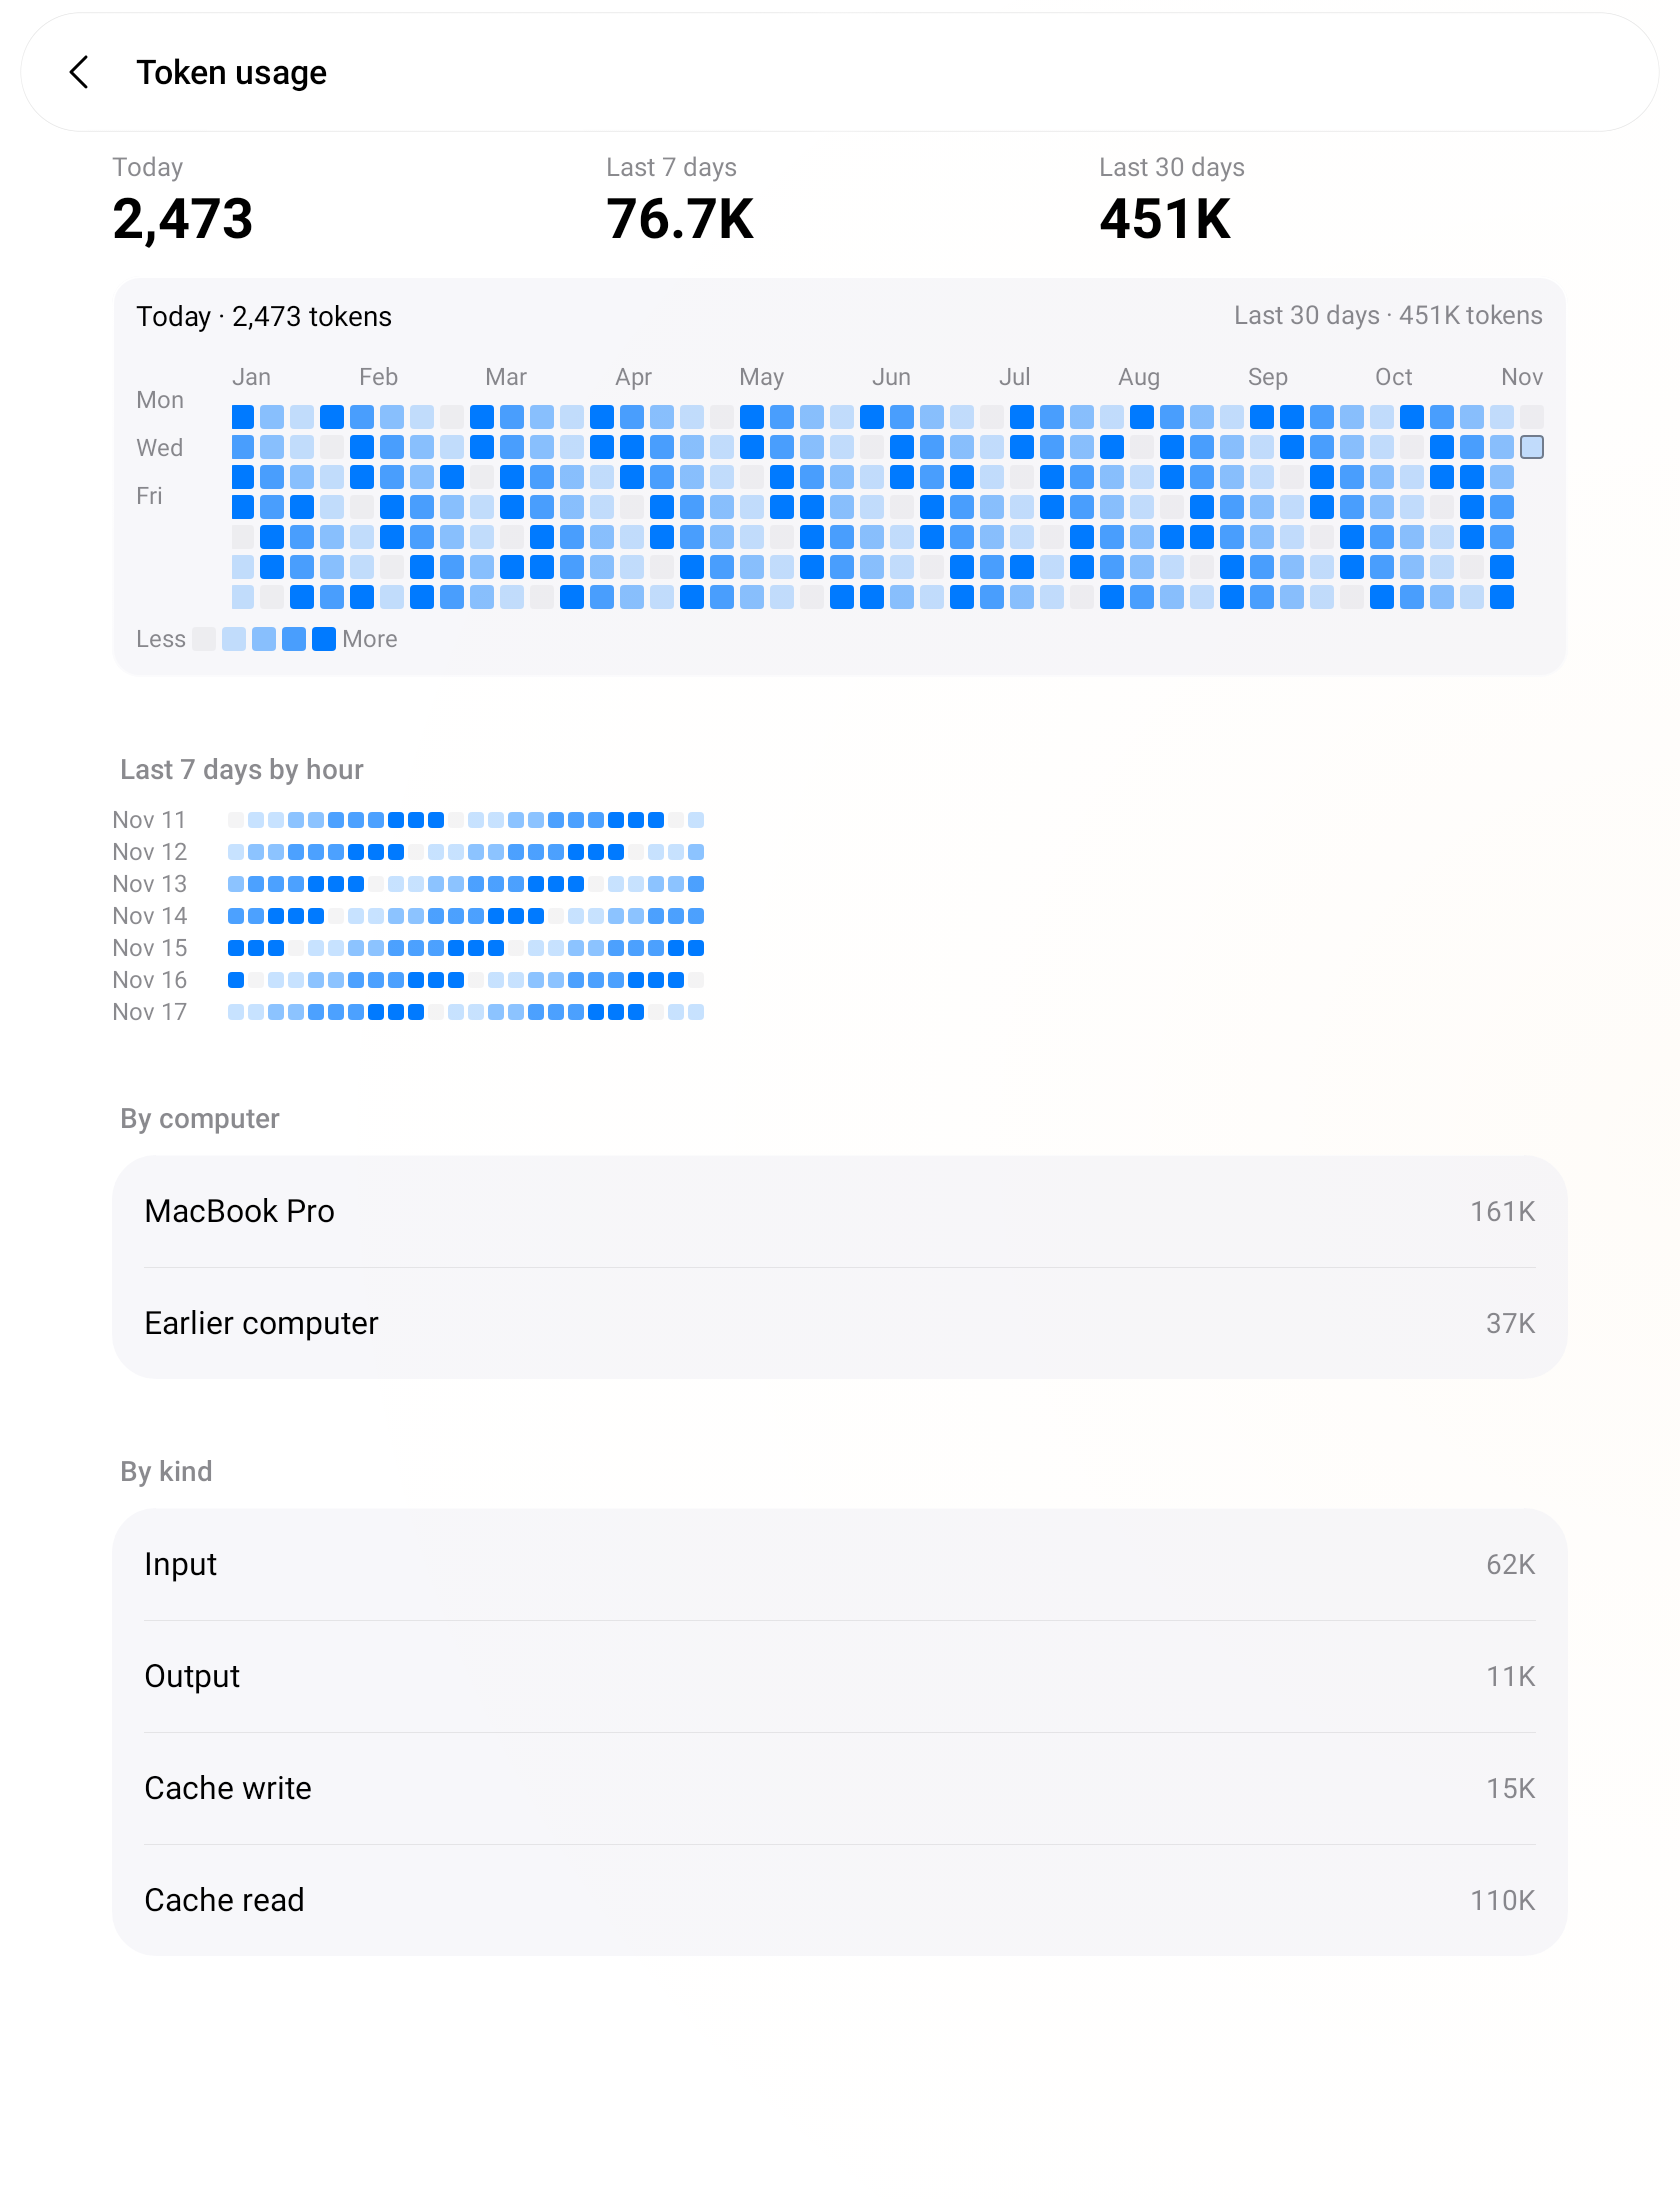 Token usage
Today
2,473
Last 7 days
76.7K
Last 30 days
451K
Today · 2,473 tokens
Last 30 days · 451K tokens
Jan Feb Mar Apr May Jun Jul Aug Sep Oct Nov
Mon
Wed
Fri
Less More
Last 7 days by hour
Nov 11
Nov 12
Nov 13
Nov 14
Nov 15
Nov 16
Nov 17
By computer
MacBook Pro 161K
Earlier computer 37K
By kind
Input 62K
Output 11K
Cache write 15K
Cache read 110K